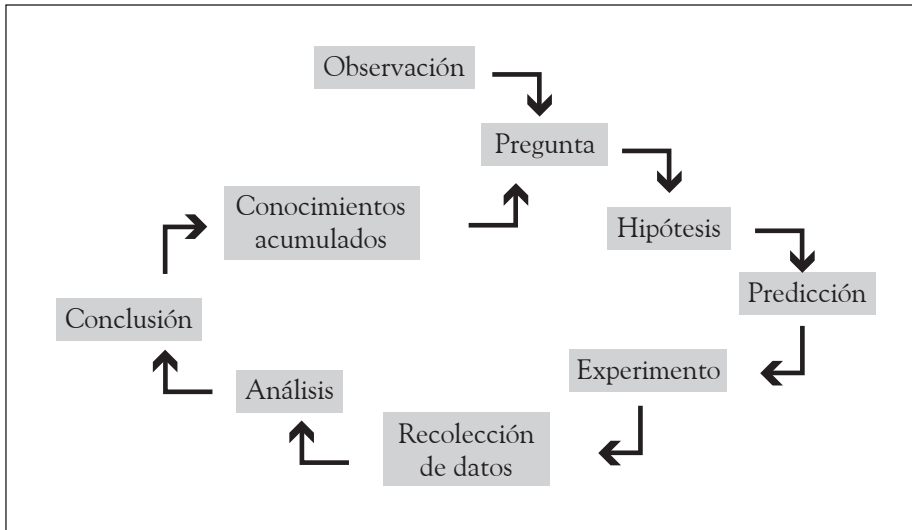 Observación
Pregunta
Hipótesis
Predicción
Experimento
Recolección
de datos
Análisis
Conclusión
Conocimientos
acumulados